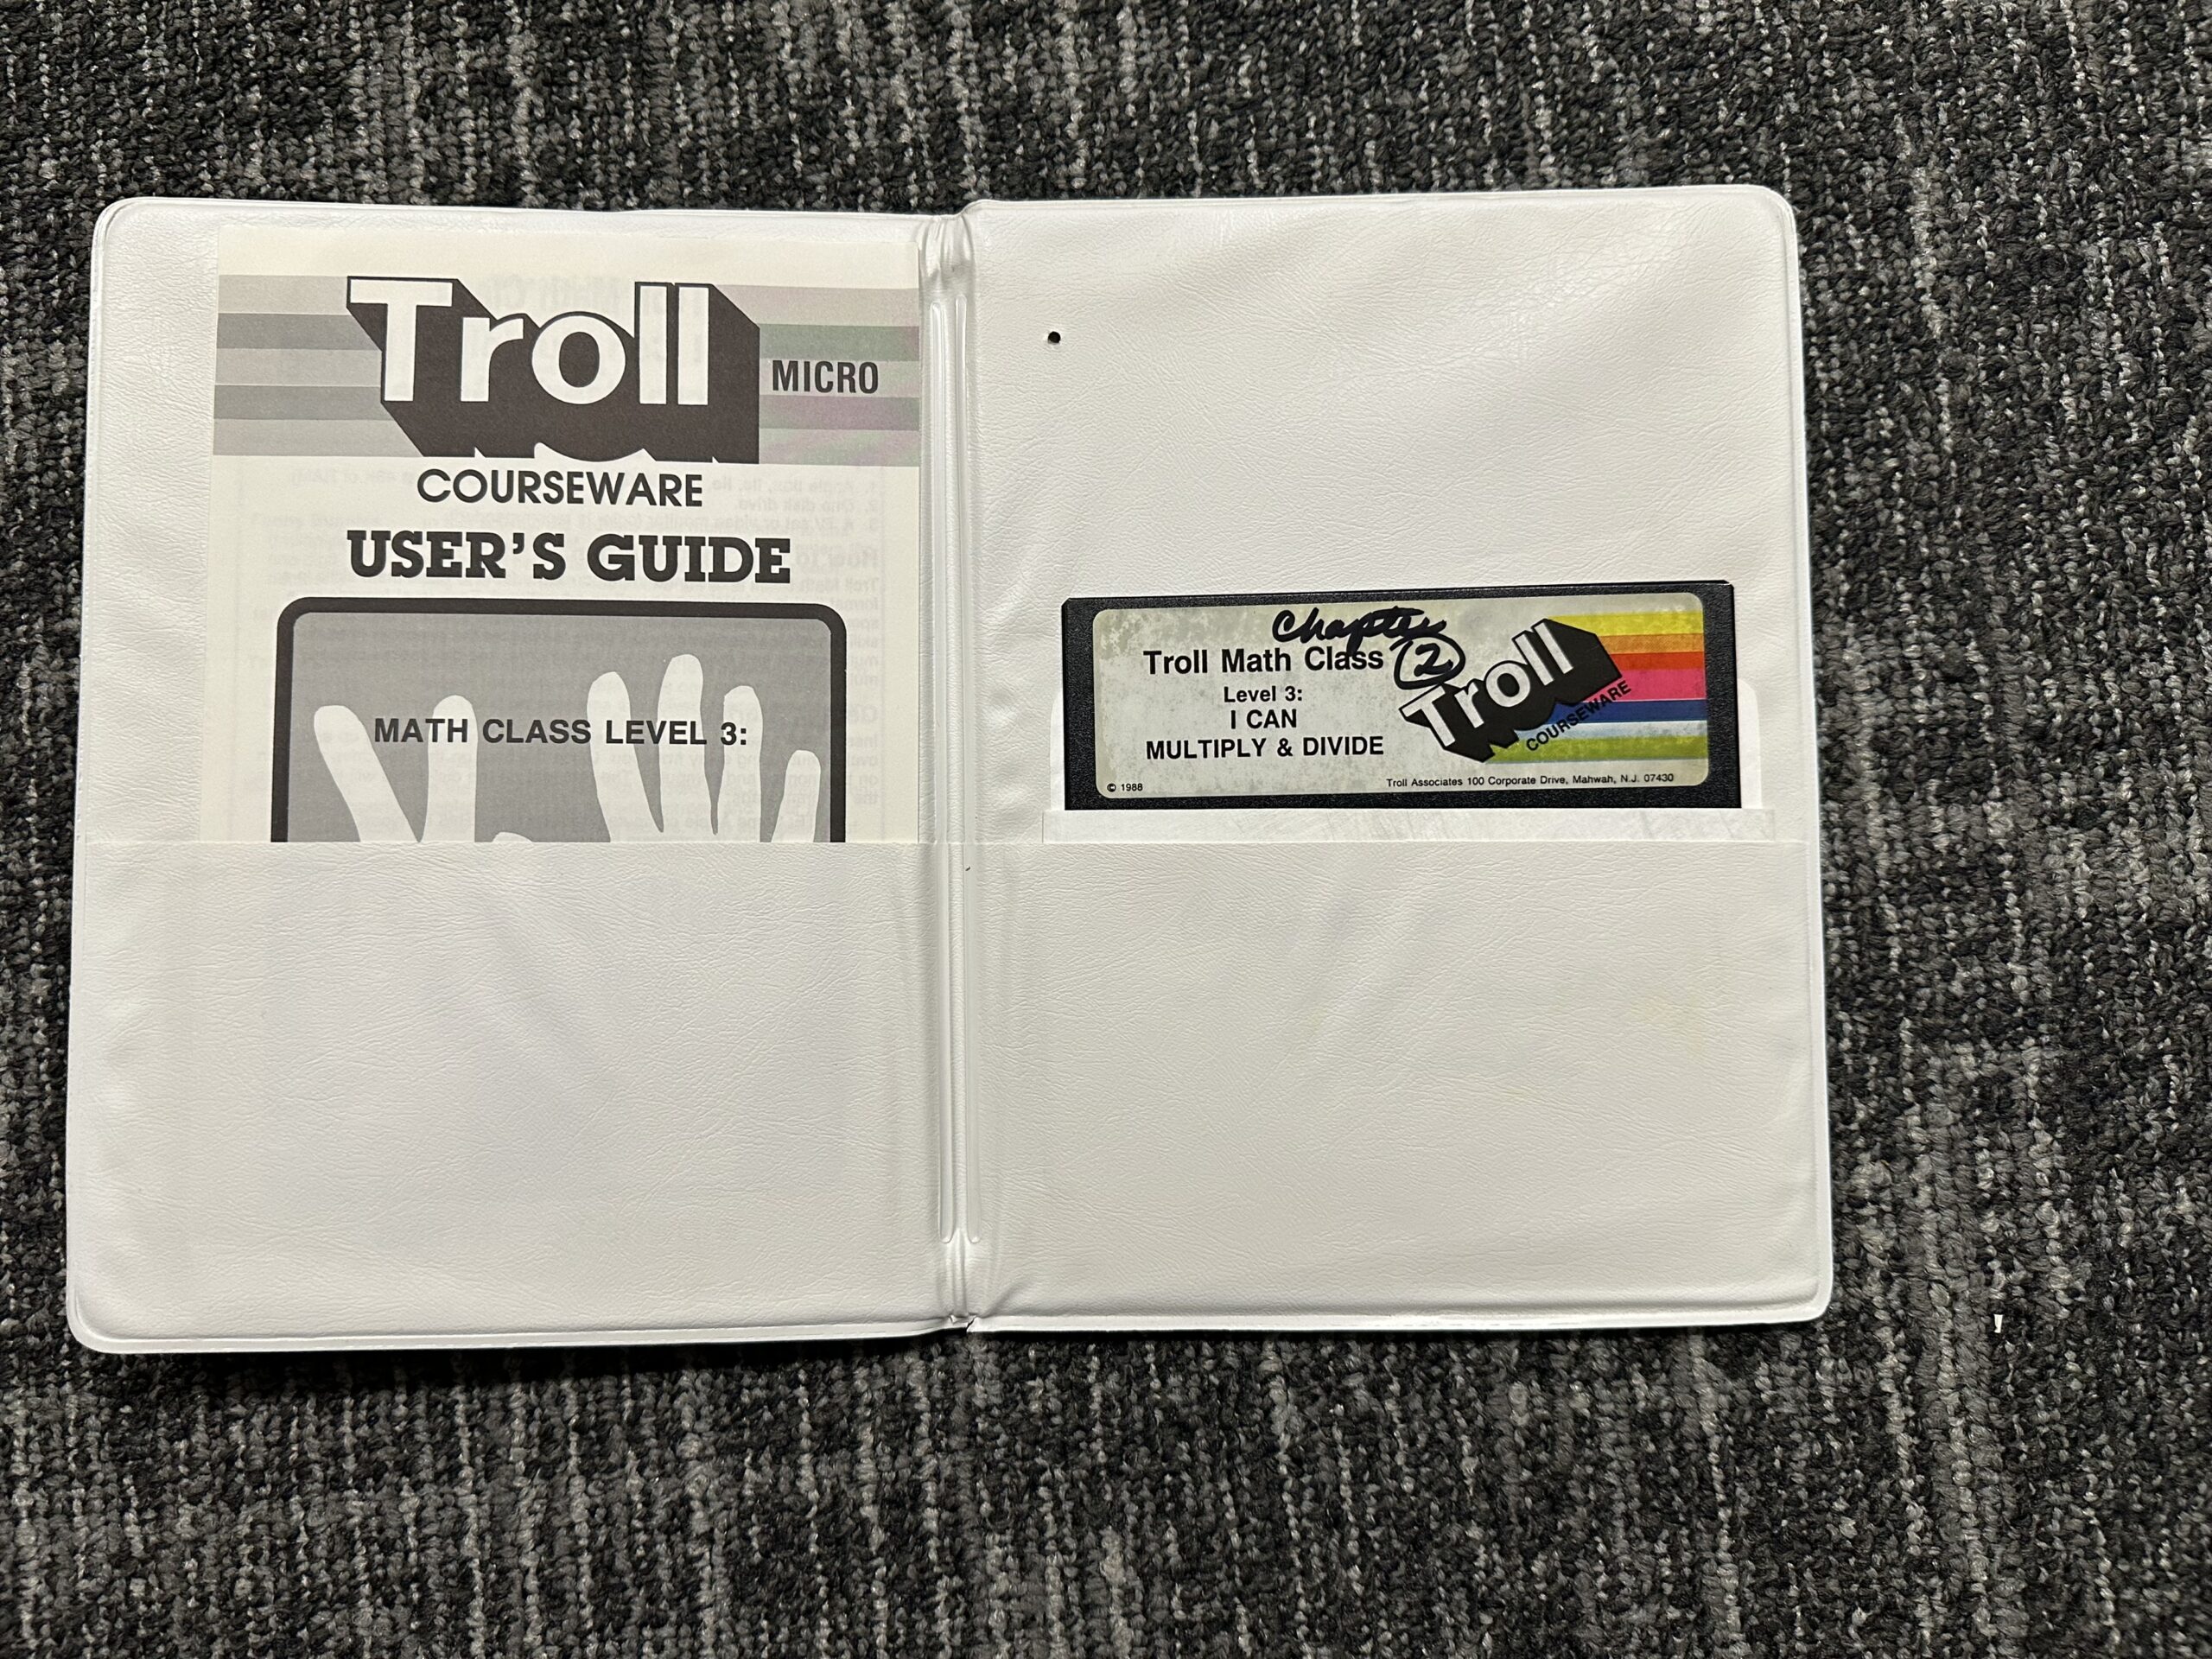 Troll
MICRO
COURSEWARE
USER'S GUIDE
MATH CLASS LEVEL 3:
Chapter
2
Troll Math Class
Level 3:
I CAN
MULTIPLY & DIVIDE
Troll
COURSEWARE
© 1988
Troll Associates 100 Corporate Drive, Mahwah, N.J. 07430